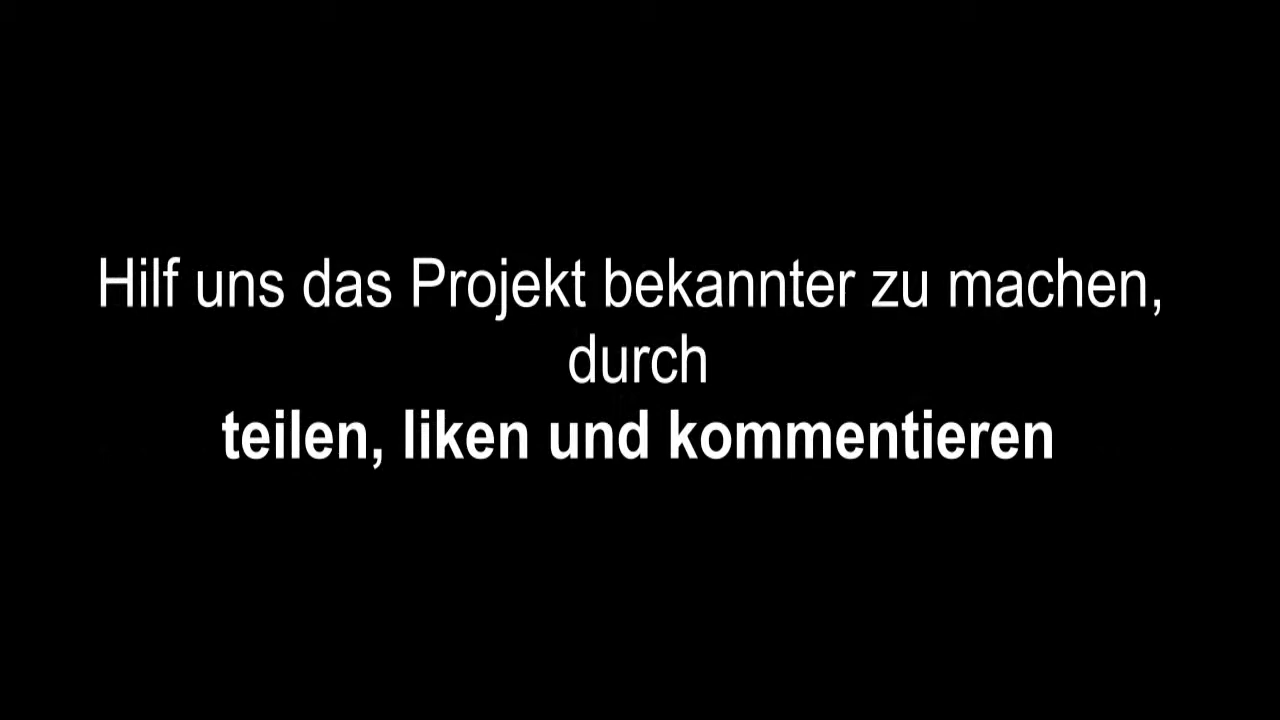 Hilf uns das Projekt bekannter zu machen,
durch
teilen, liken und kommentieren